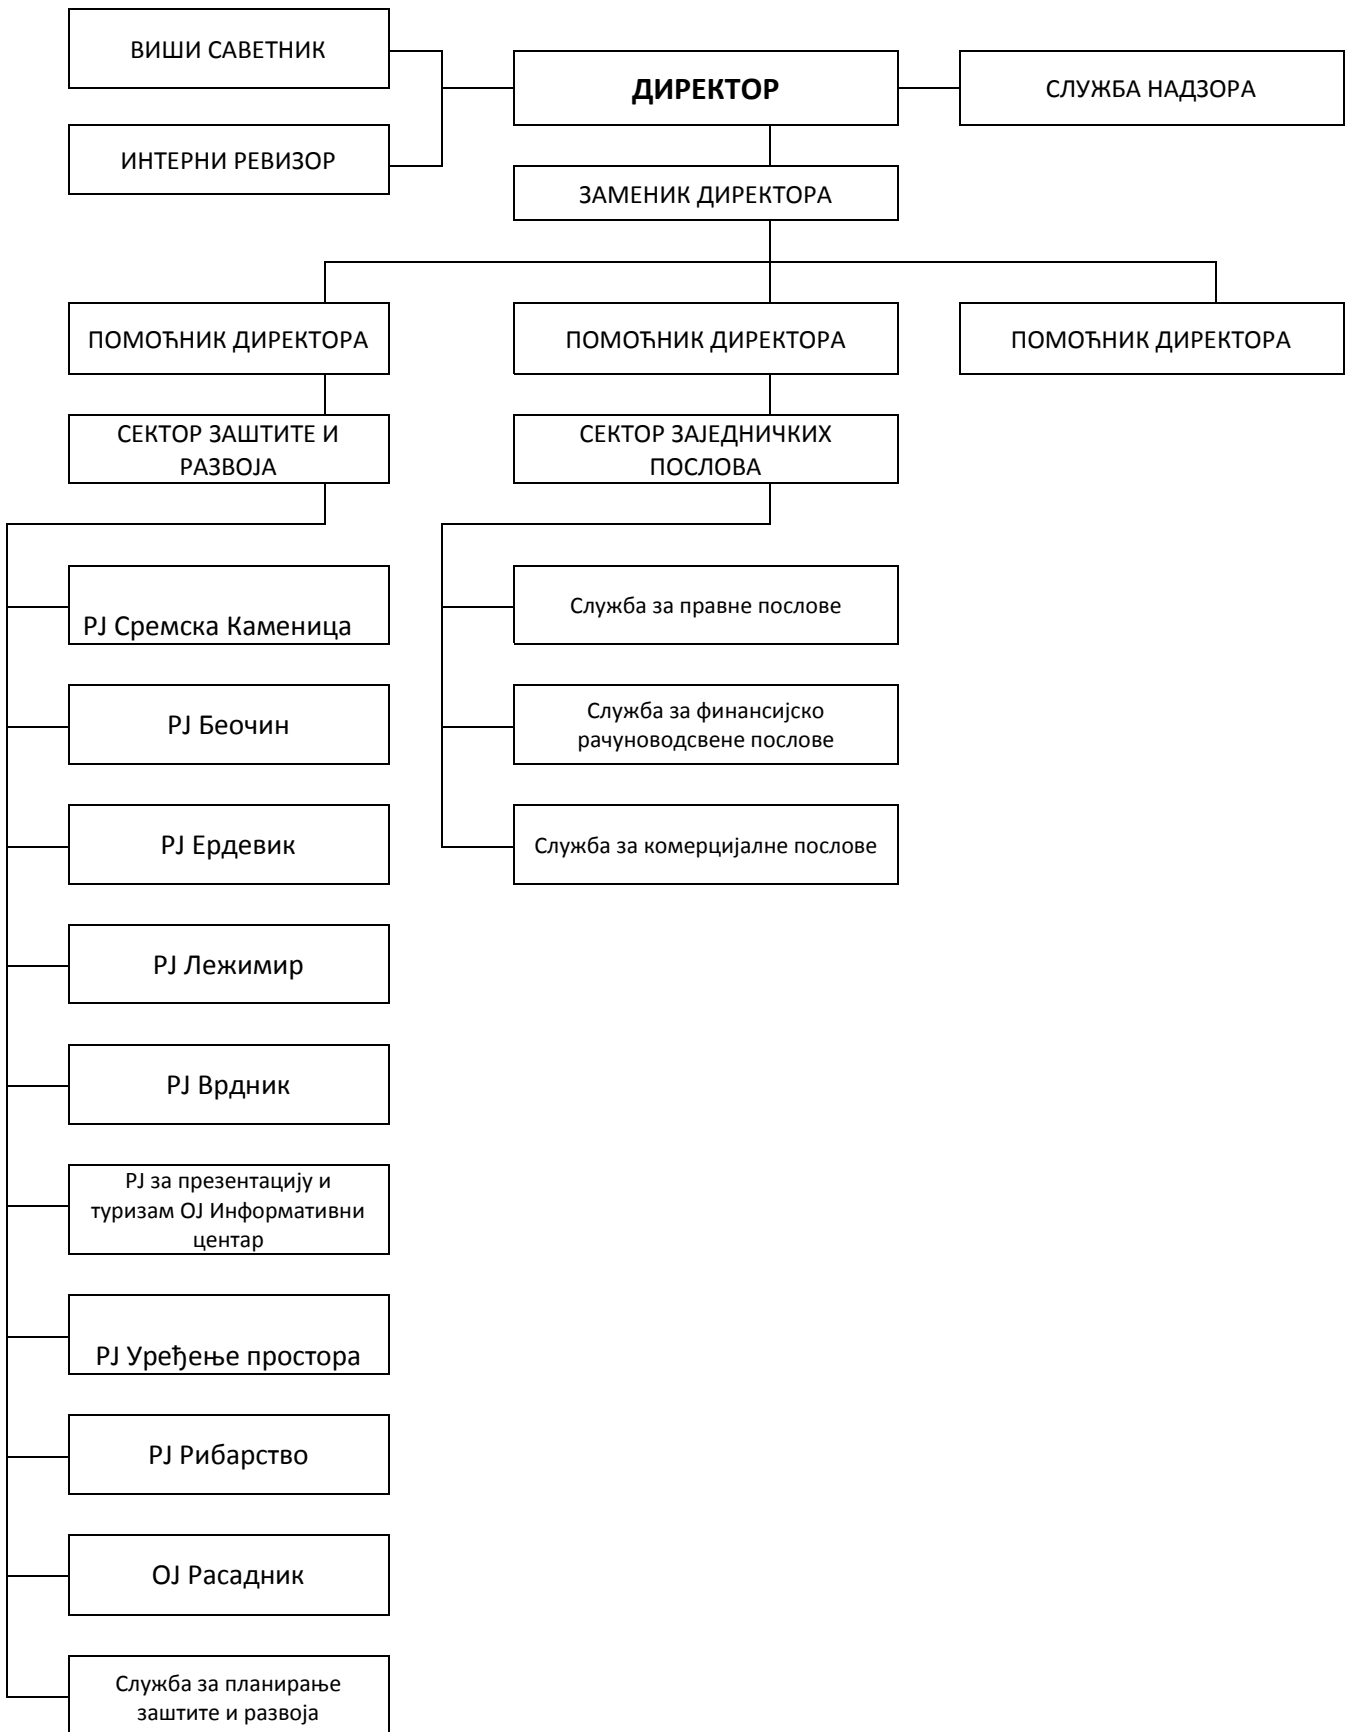 ВИШИ САВЕТНИК
ДИРЕКТОР
СЛУЖБА НАДЗОРА
ИНТЕРНИ РЕВИЗОР
ЗАМЕНИК ДИРЕКТОРА
ПОМОЋНИК ДИРЕКТОРА
ПОМОЋНИК ДИРЕКТОРА
ПОМОЋНИК ДИРЕКТОРА
СЕКТОР ЗАШТИТЕ И
РАЗВОЈА
СЕКТОР ЗАЈЕДНИЧКИХ
ПОСЛОВА
РЈ Сремска Каменица
РЈ Беочин
РЈ Ердевик
РЈ Лежимир
РЈ Врдник
РЈ за презентацију и
туризам ОЈ Информативни
центар
РЈ Уређење простора
РЈ Рибарство
ОЈ Расадник
Служба за планирање
заштите и развоја
Служба за правне послове
Служба за финансијско
рачуноводсвене послове
Служба за комерцијалне послове